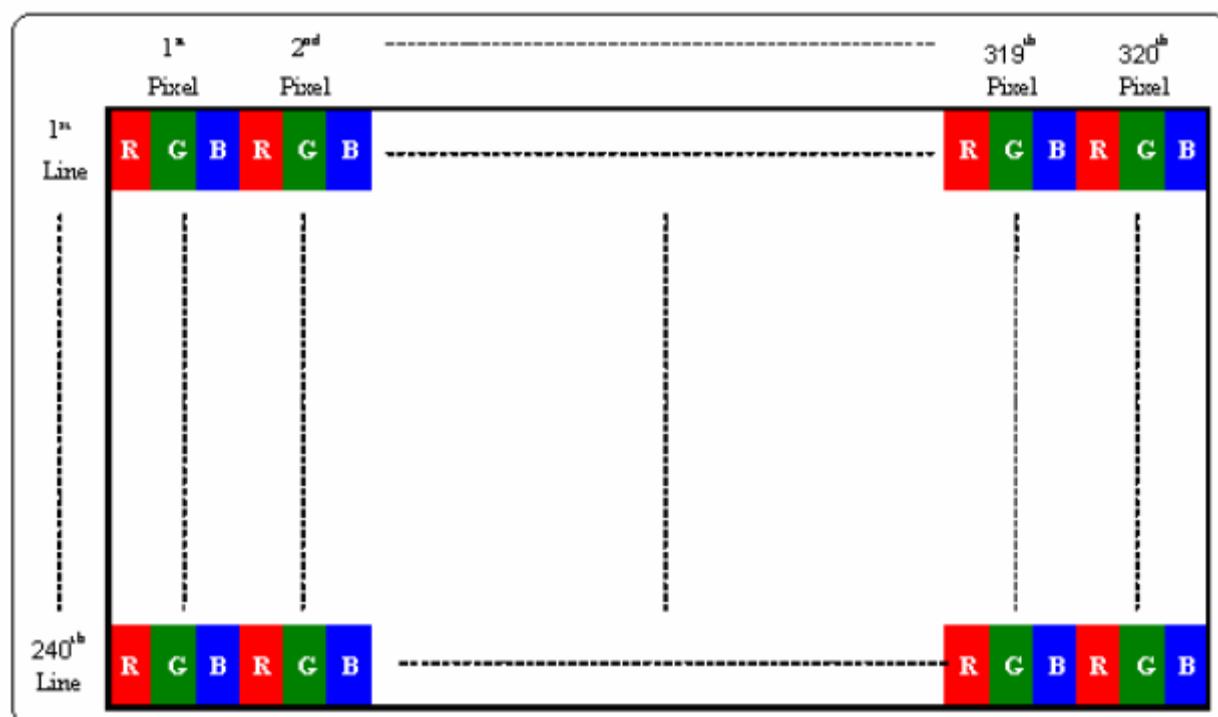 1st 2nd 319th 320th
Pixel Pixel Pixel Pixel
1st
Line
R G B R G B R G B R G B
240th
Line
R G B R G B R G B R G B